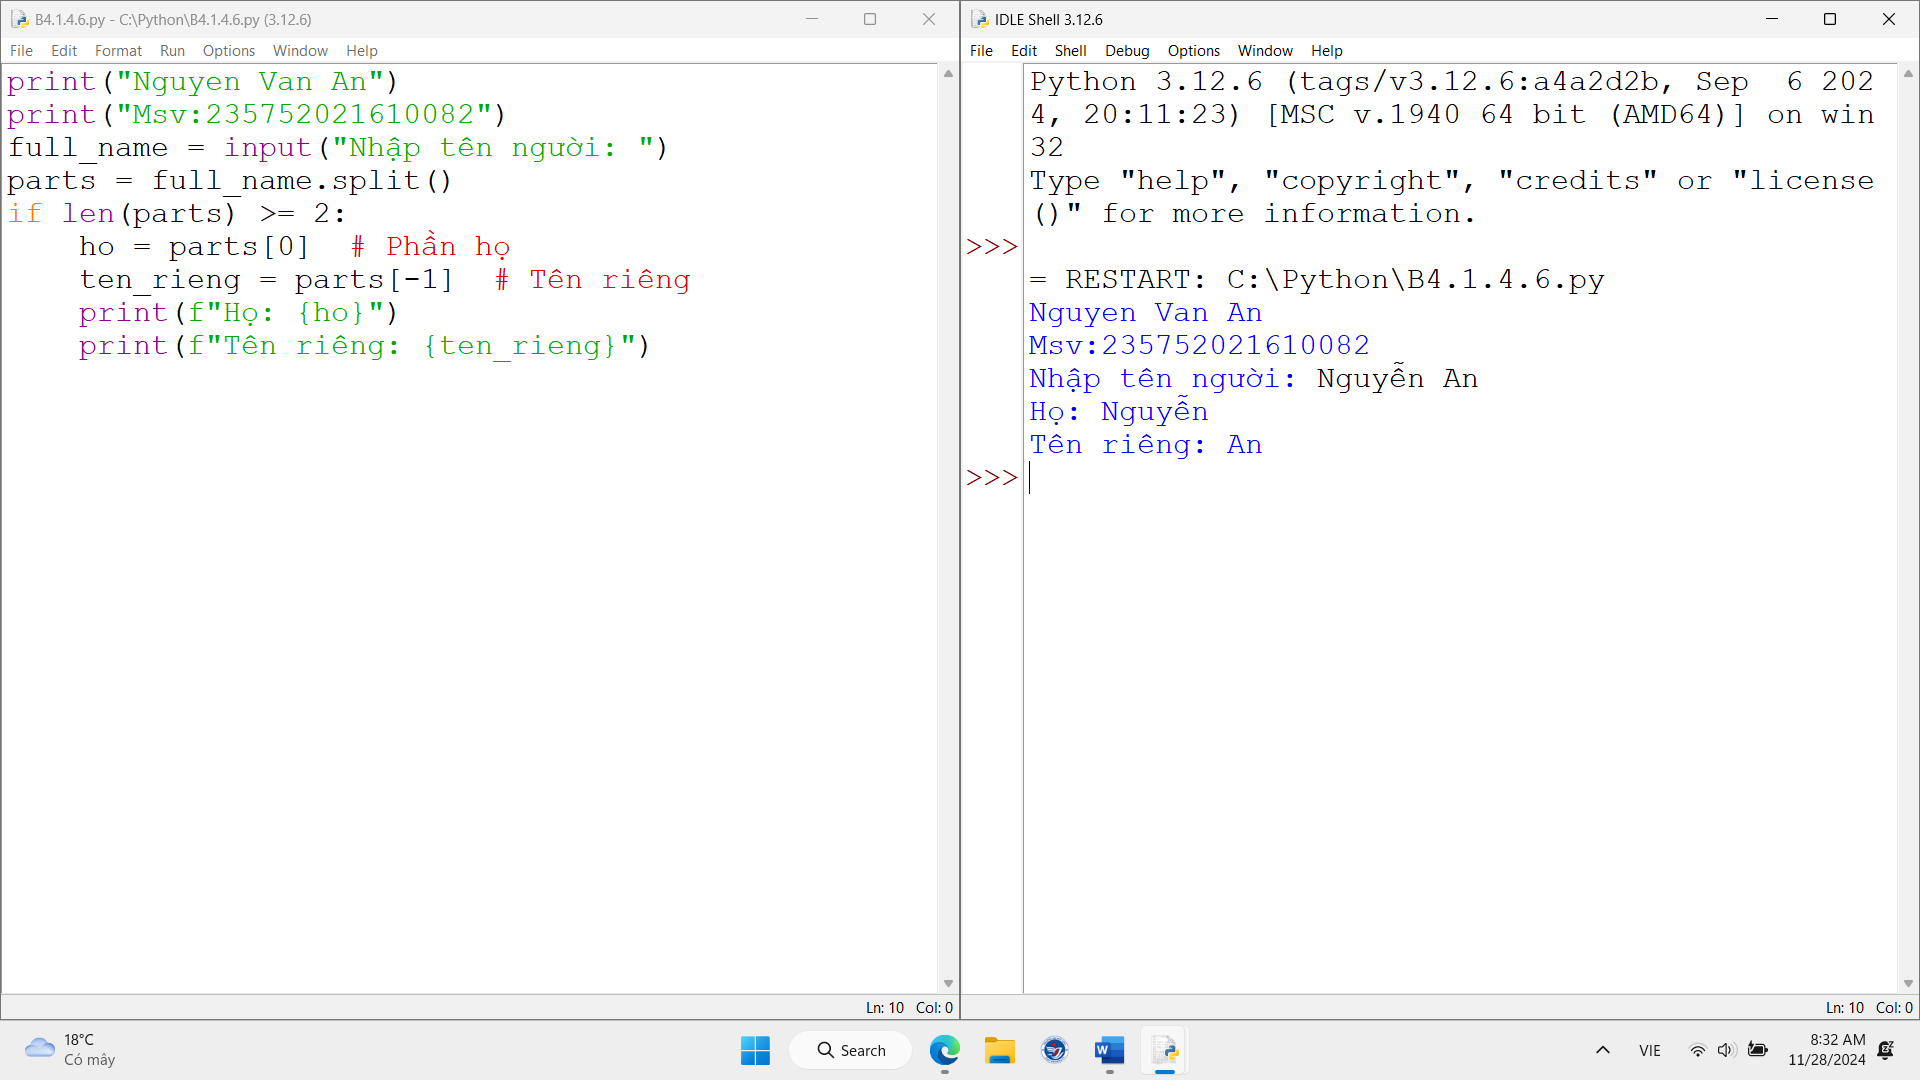 B4.1.4.6.py - C:\Python\B4.1.4.6.py (3.12.6)
File Edit Format Run Options Window Help
print("Nguyen Van An")
print("Msv:235752021610082")
full_name = input("Nhập tên người: ")
parts = full_name.split()
if len(parts) >= 2:
    ho = parts[0]  # Phần họ
    ten_rieng = parts[-1]  # Tên riêng
    print(f"Họ: {ho}")
    print(f"Tên riêng: {ten_rieng}")
Ln: 10 Col: 0
IDLE Shell 3.12.6
File Edit Shell Debug Options Window Help
Python 3.12.6 (tags/v3.12.6:a4a2d2b, Sep  6 202
4, 20:11:23) [MSC v.1940 64 bit (AMD64)] on win
32
Type "help", "copyright", "credits" or "license
()" for more information.
>>>
= RESTART: C:\Python\B4.1.4.6.py
Nguyen Van An
Msv:235752021610082
Nhập tên người: Nguyễn An
Họ: Nguyễn
Tên riêng: An
>>>
Ln: 10 Col: 0
18°C
Có mây
Search
VIE
8:32 AM
11/28/2024